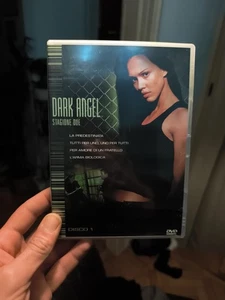 DARK ANGEL
STAGIONE DUE
LA PREDESTINATA
TUTTI PER UNO, UNO PER TUTTI
PER AMORE DI UN FRATELLO
L'ARMA BIOLOGICA
DISCO 1
DVD